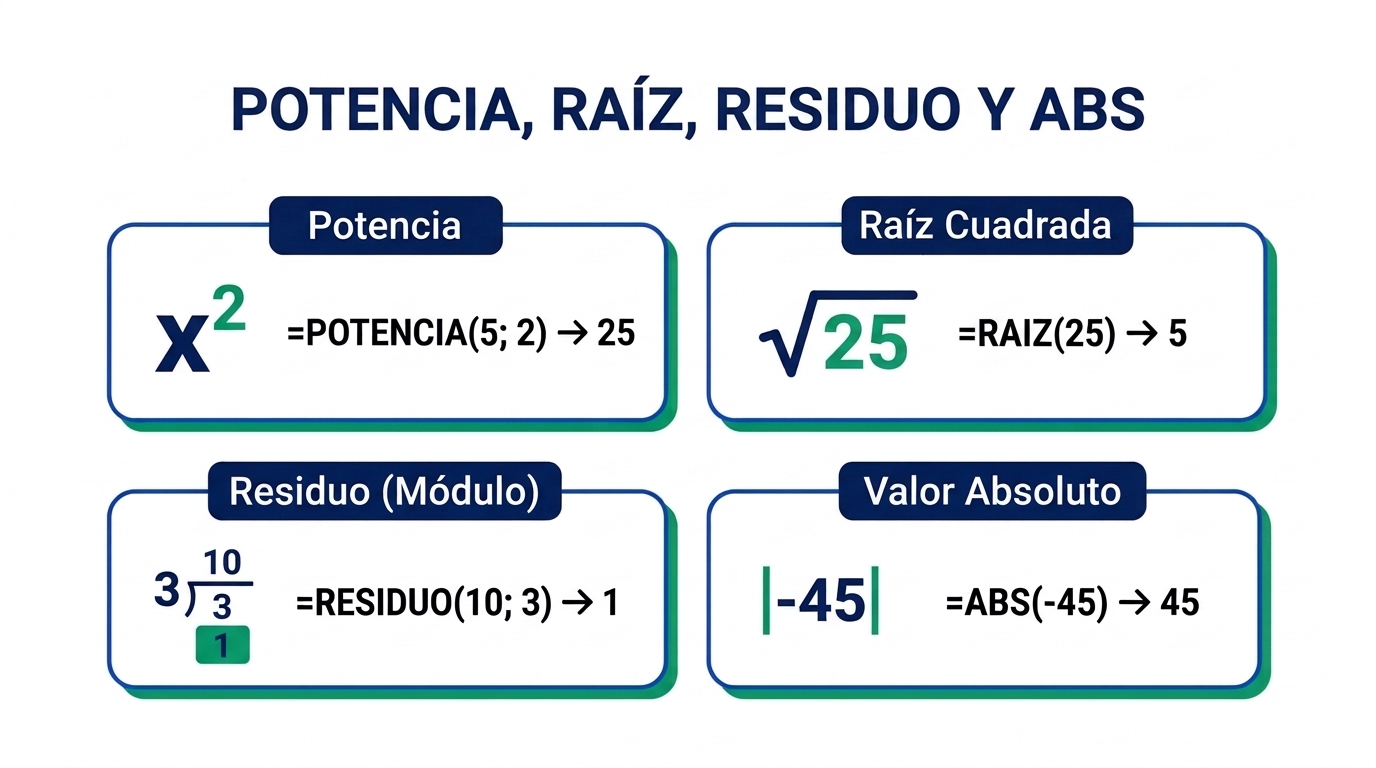 POTENCIA, RAÍZ, RESIDUO Y ABS
Potencia
x²
=POTENCIA(5; 2) → 25
Raíz Cuadrada
√25
=RAIZ(25) → 5
Residuo (Módulo)
10
3)
3
1
=RESIDUO(10; 3) → 1
Valor Absoluto
|-45|
=ABS(-45) → 45